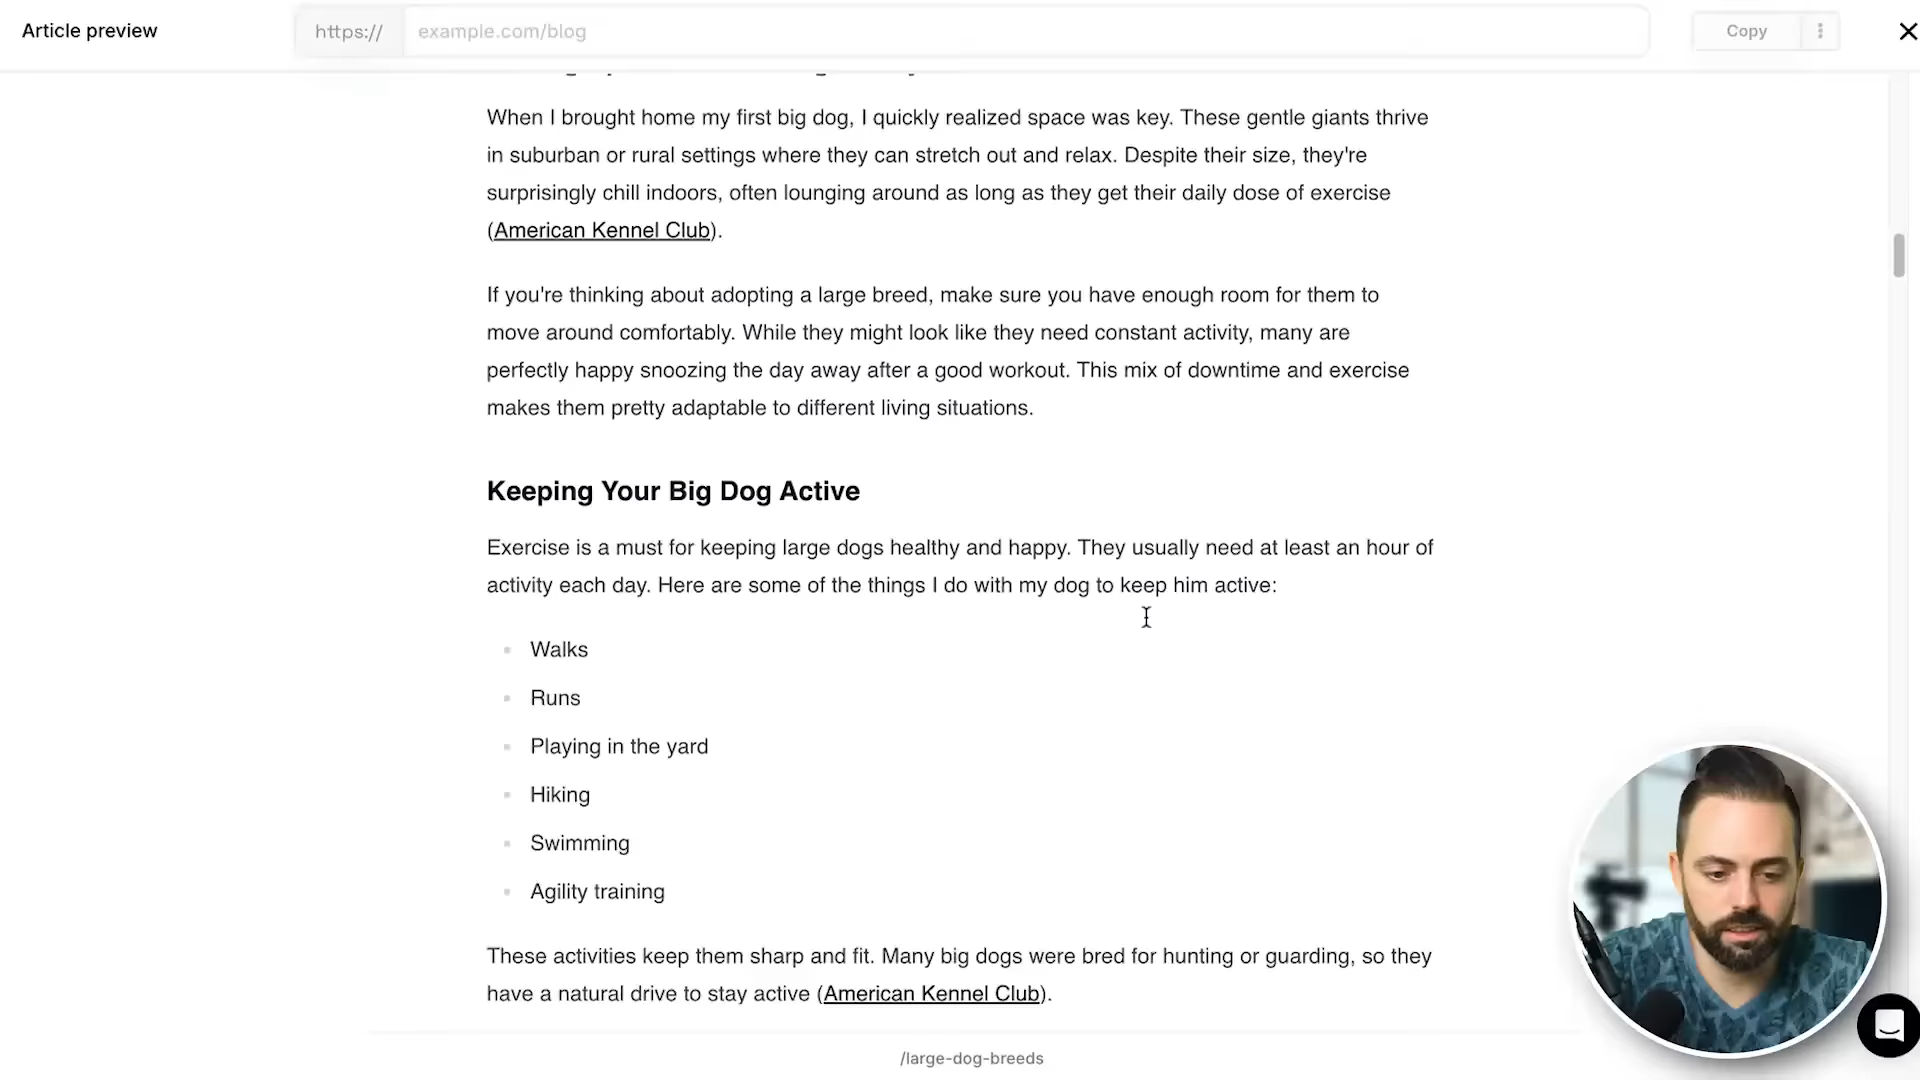 Article preview
https://
example.com/blog
Copy
When I brought home my first big dog, I quickly realized space was key. These gentle giants thrive
in suburban or rural settings where they can stretch out and relax. Despite their size, they're
surprisingly chill indoors, often lounging around as long as they get their daily dose of exercise
(American Kennel Club).
If you're thinking about adopting a large breed, make sure you have enough room for them to
move around comfortably. While they might look like they need constant activity, many are
perfectly happy snoozing the day away after a good workout. This mix of downtime and exercise
makes them pretty adaptable to different living situations.
Keeping Your Big Dog Active
Exercise is a must for keeping large dogs healthy and happy. They usually need at least an hour of
activity each day. Here are some of the things I do with my dog to keep him active:
Walks
Runs
Playing in the yard
Hiking
Swimming
Agility training
These activities keep them sharp and fit. Many big dogs were bred for hunting or guarding, so they
have a natural drive to stay active (American Kennel Club).
/large-dog-breeds